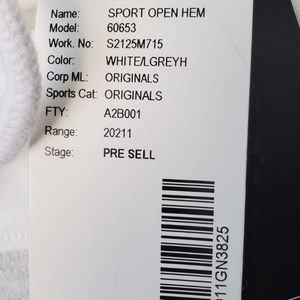 Name: SPORT OPEN HEM
Model: 60653
Work. No: S2125M715
Color: WHITE/LGREYH
Corp ML: ORIGINALS
Sports Cat: ORIGINALS
FTY: A2B001
Range: 20211
Stage: PRE SELL
011GN3825